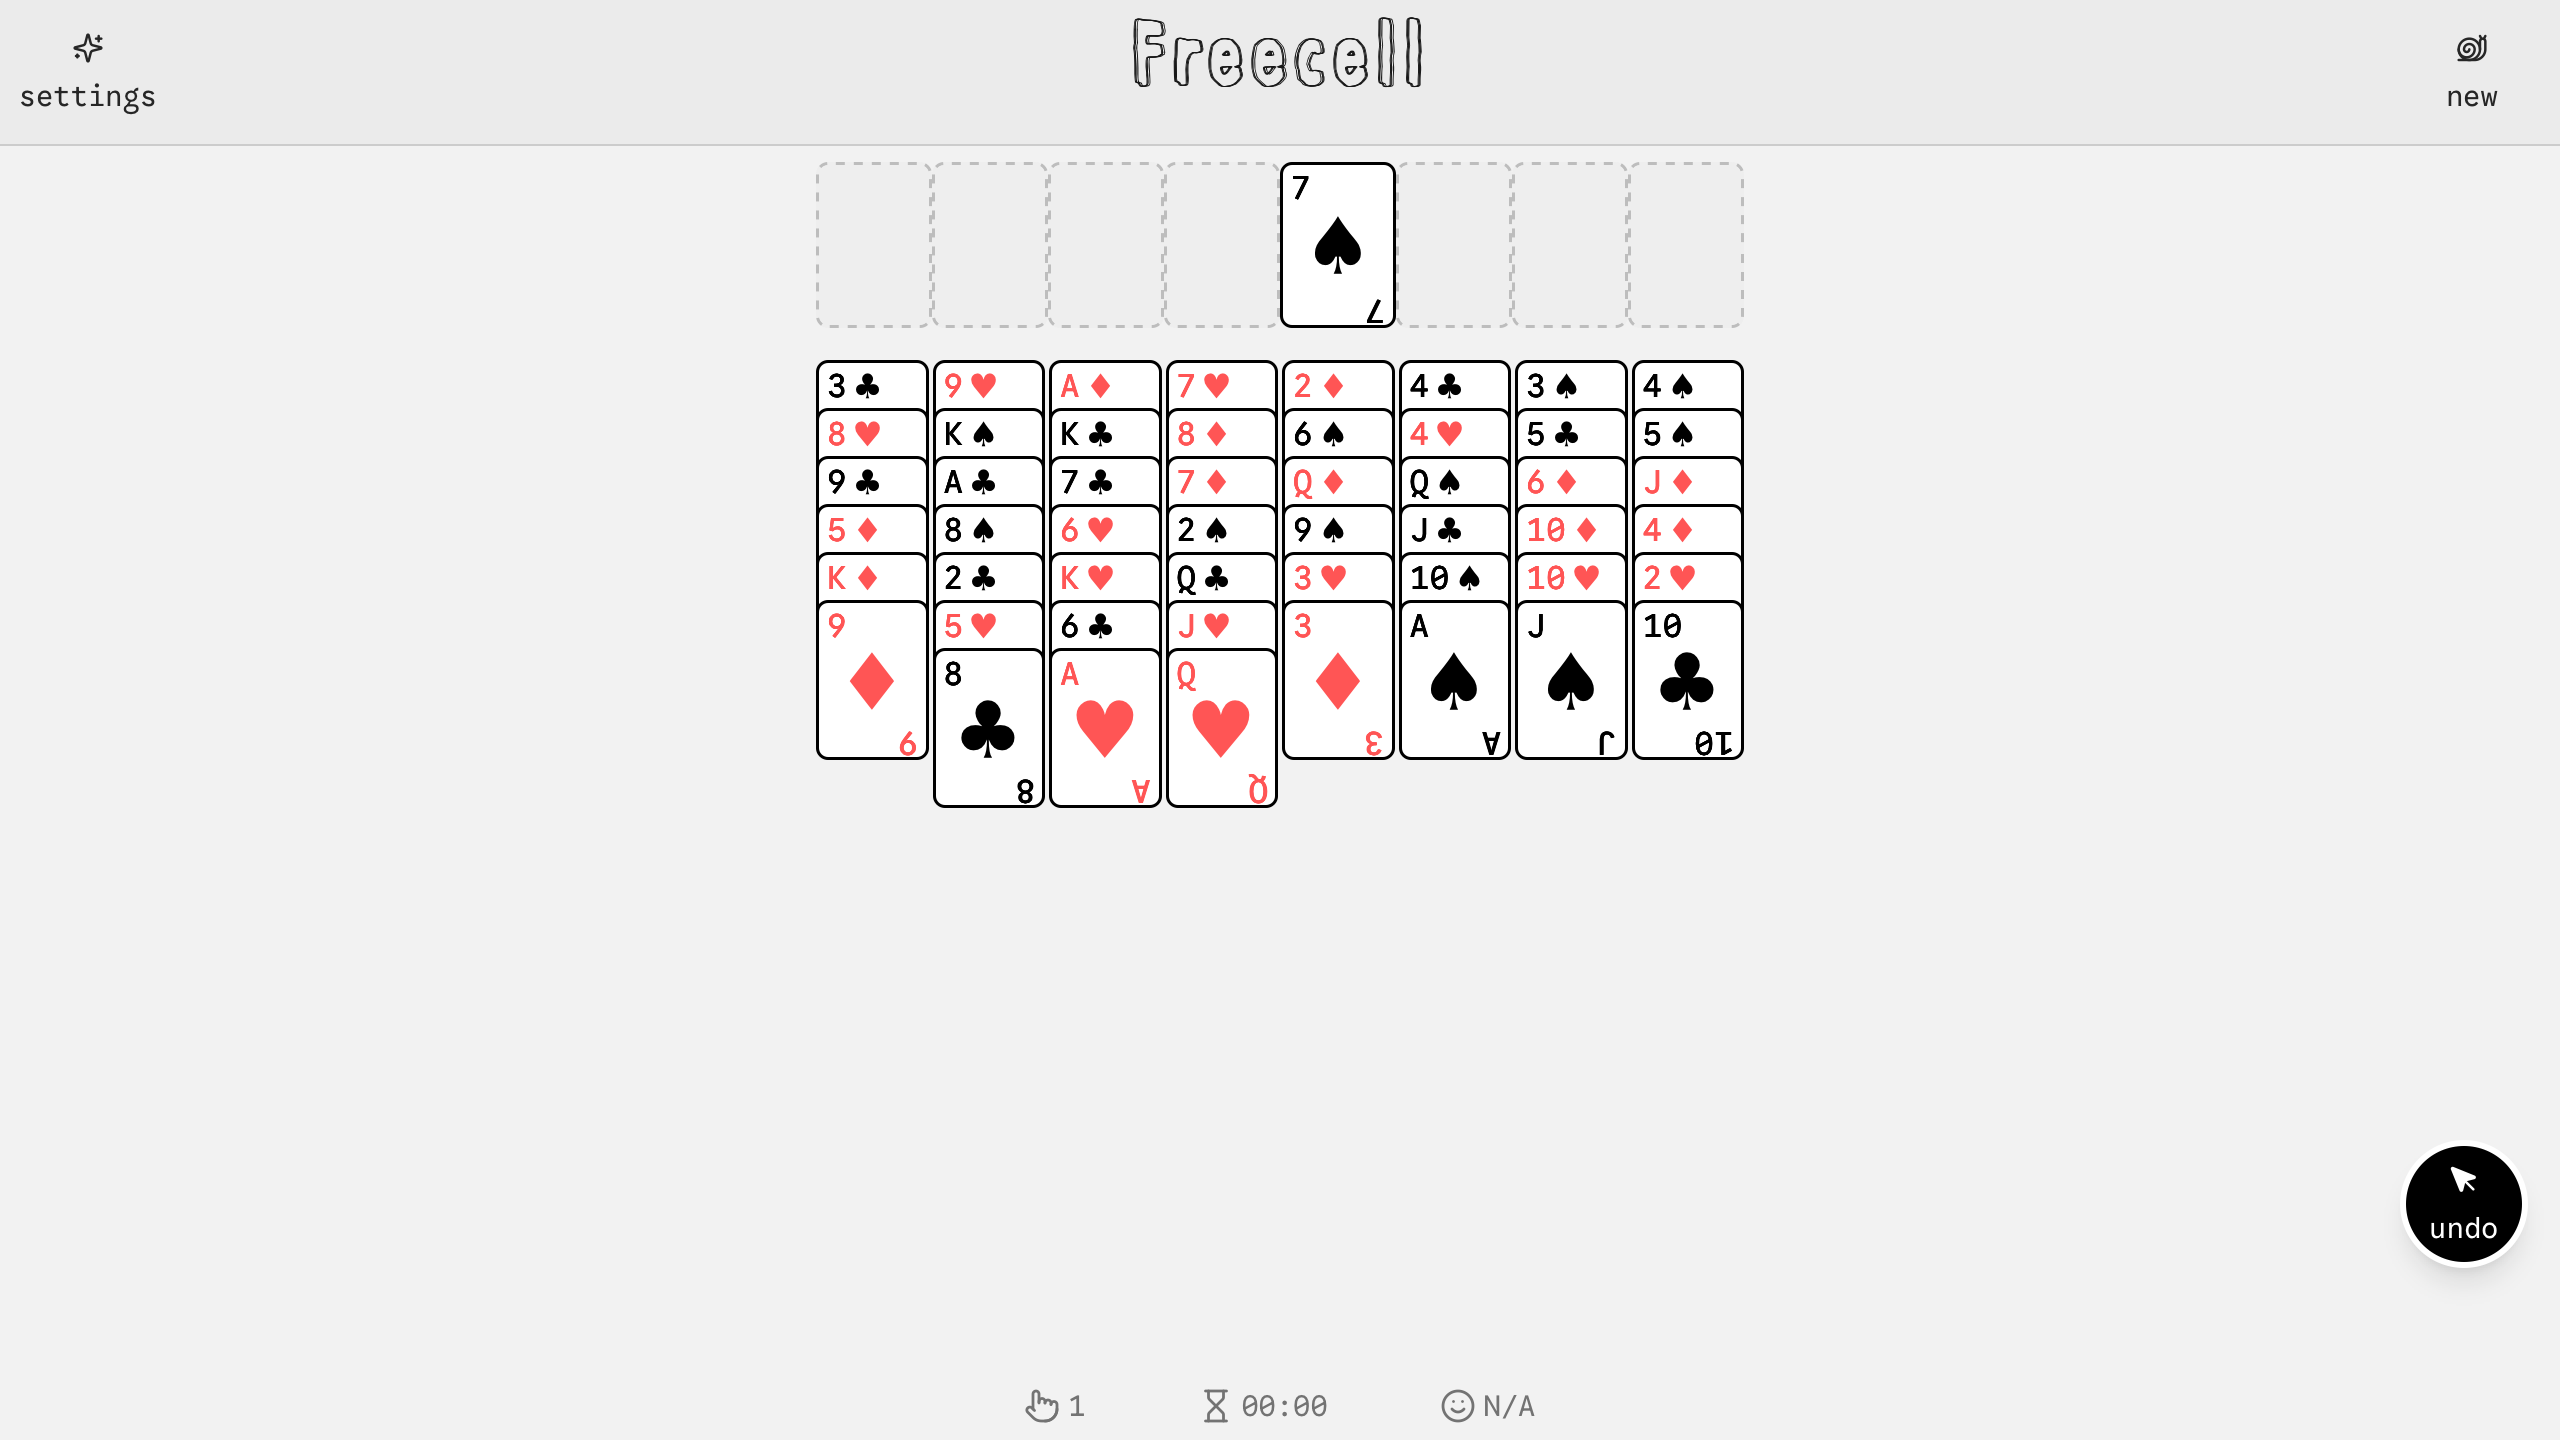 Freecell
settings
new
7 ♠ 7
3 ♣ 9 ♥ A ♦ 7 ♥ 2 ♦ 4 ♣ 3 ♠ 4 ♠
8 ♥ K ♠ K ♣ 8 ♦ 6 ♠ 4 ♥ 5 ♣ 5 ♠
9 ♣ A ♣ 7 ♣ 7 ♦ Q ♦ Q ♠ 6 ♦ J ♦
5 ♦ 8 ♠ 6 ♥ 2 ♠ 9 ♠ J ♣ 10 ♦ 4 ♦
K ♦ 2 ♣ K ♥ Q ♣ 3 ♥ 10 ♠ 10 ♥ 2 ♥
9 5 ♥ 6 ♣ J ♥ 3 A J 10
8 A Q
9 3 A J 10
8 A Q
undo
1
00:00
N/A